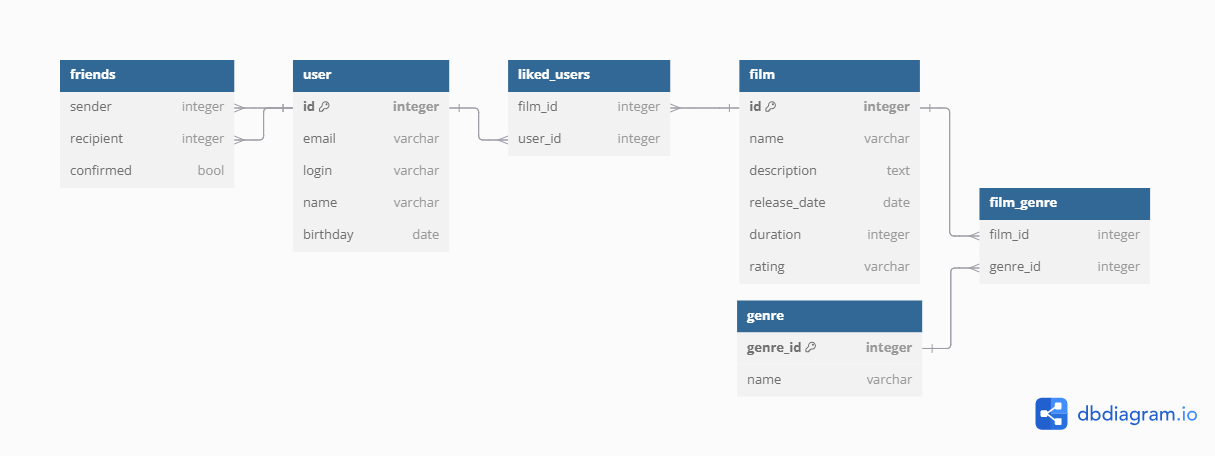 friends
sender integer
recipient integer
confirmed bool
user
id integer
email varchar
login varchar
name varchar
birthday date
liked_users
film_id integer
user_id integer
film
id integer
name varchar
description text
release_date date
duration integer
rating varchar
genre
genre_id integer
name varchar
film_genre
film_id integer
genre_id integer
dbdiagram.io